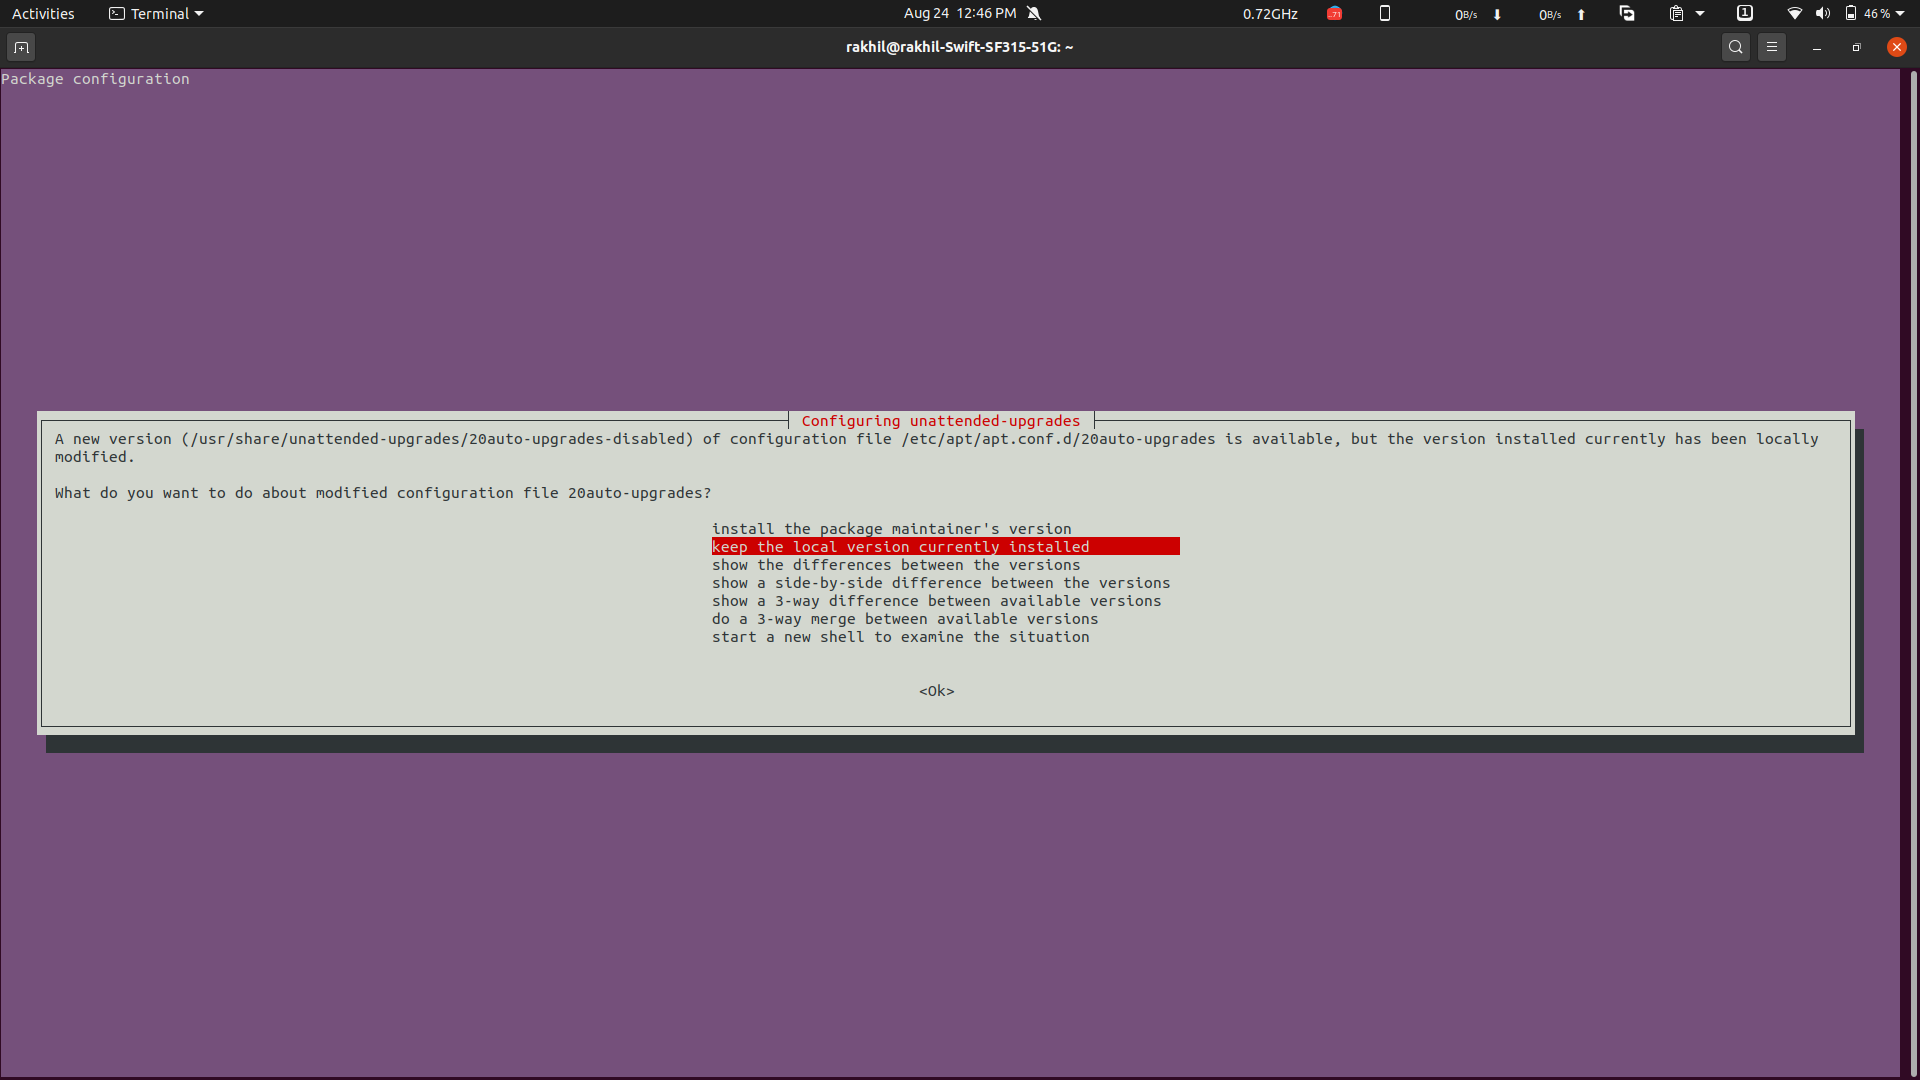 Activities Terminal Aug 24 12:46 PM 0.72GHz 0B/s 0B/s 1 46 %
rakhil@rakhil-Swift-SF315-51G: ~
Package configuration
Configuring unattended-upgrades
A new version (/usr/share/unattended-upgrades/20auto-upgrades-disabled) of configuration file /etc/apt/apt.conf.d/20auto-upgrades is available, but the version installed currently has been locally
modified.
What do you want to do about modified configuration file 20auto-upgrades?
install the package maintainer's version
keep the local version currently installed
show the differences between the versions
show a side-by-side difference between the versions
show a 3-way difference between available versions
do a 3-way merge between available versions
start a new shell to examine the situation
<Ok>